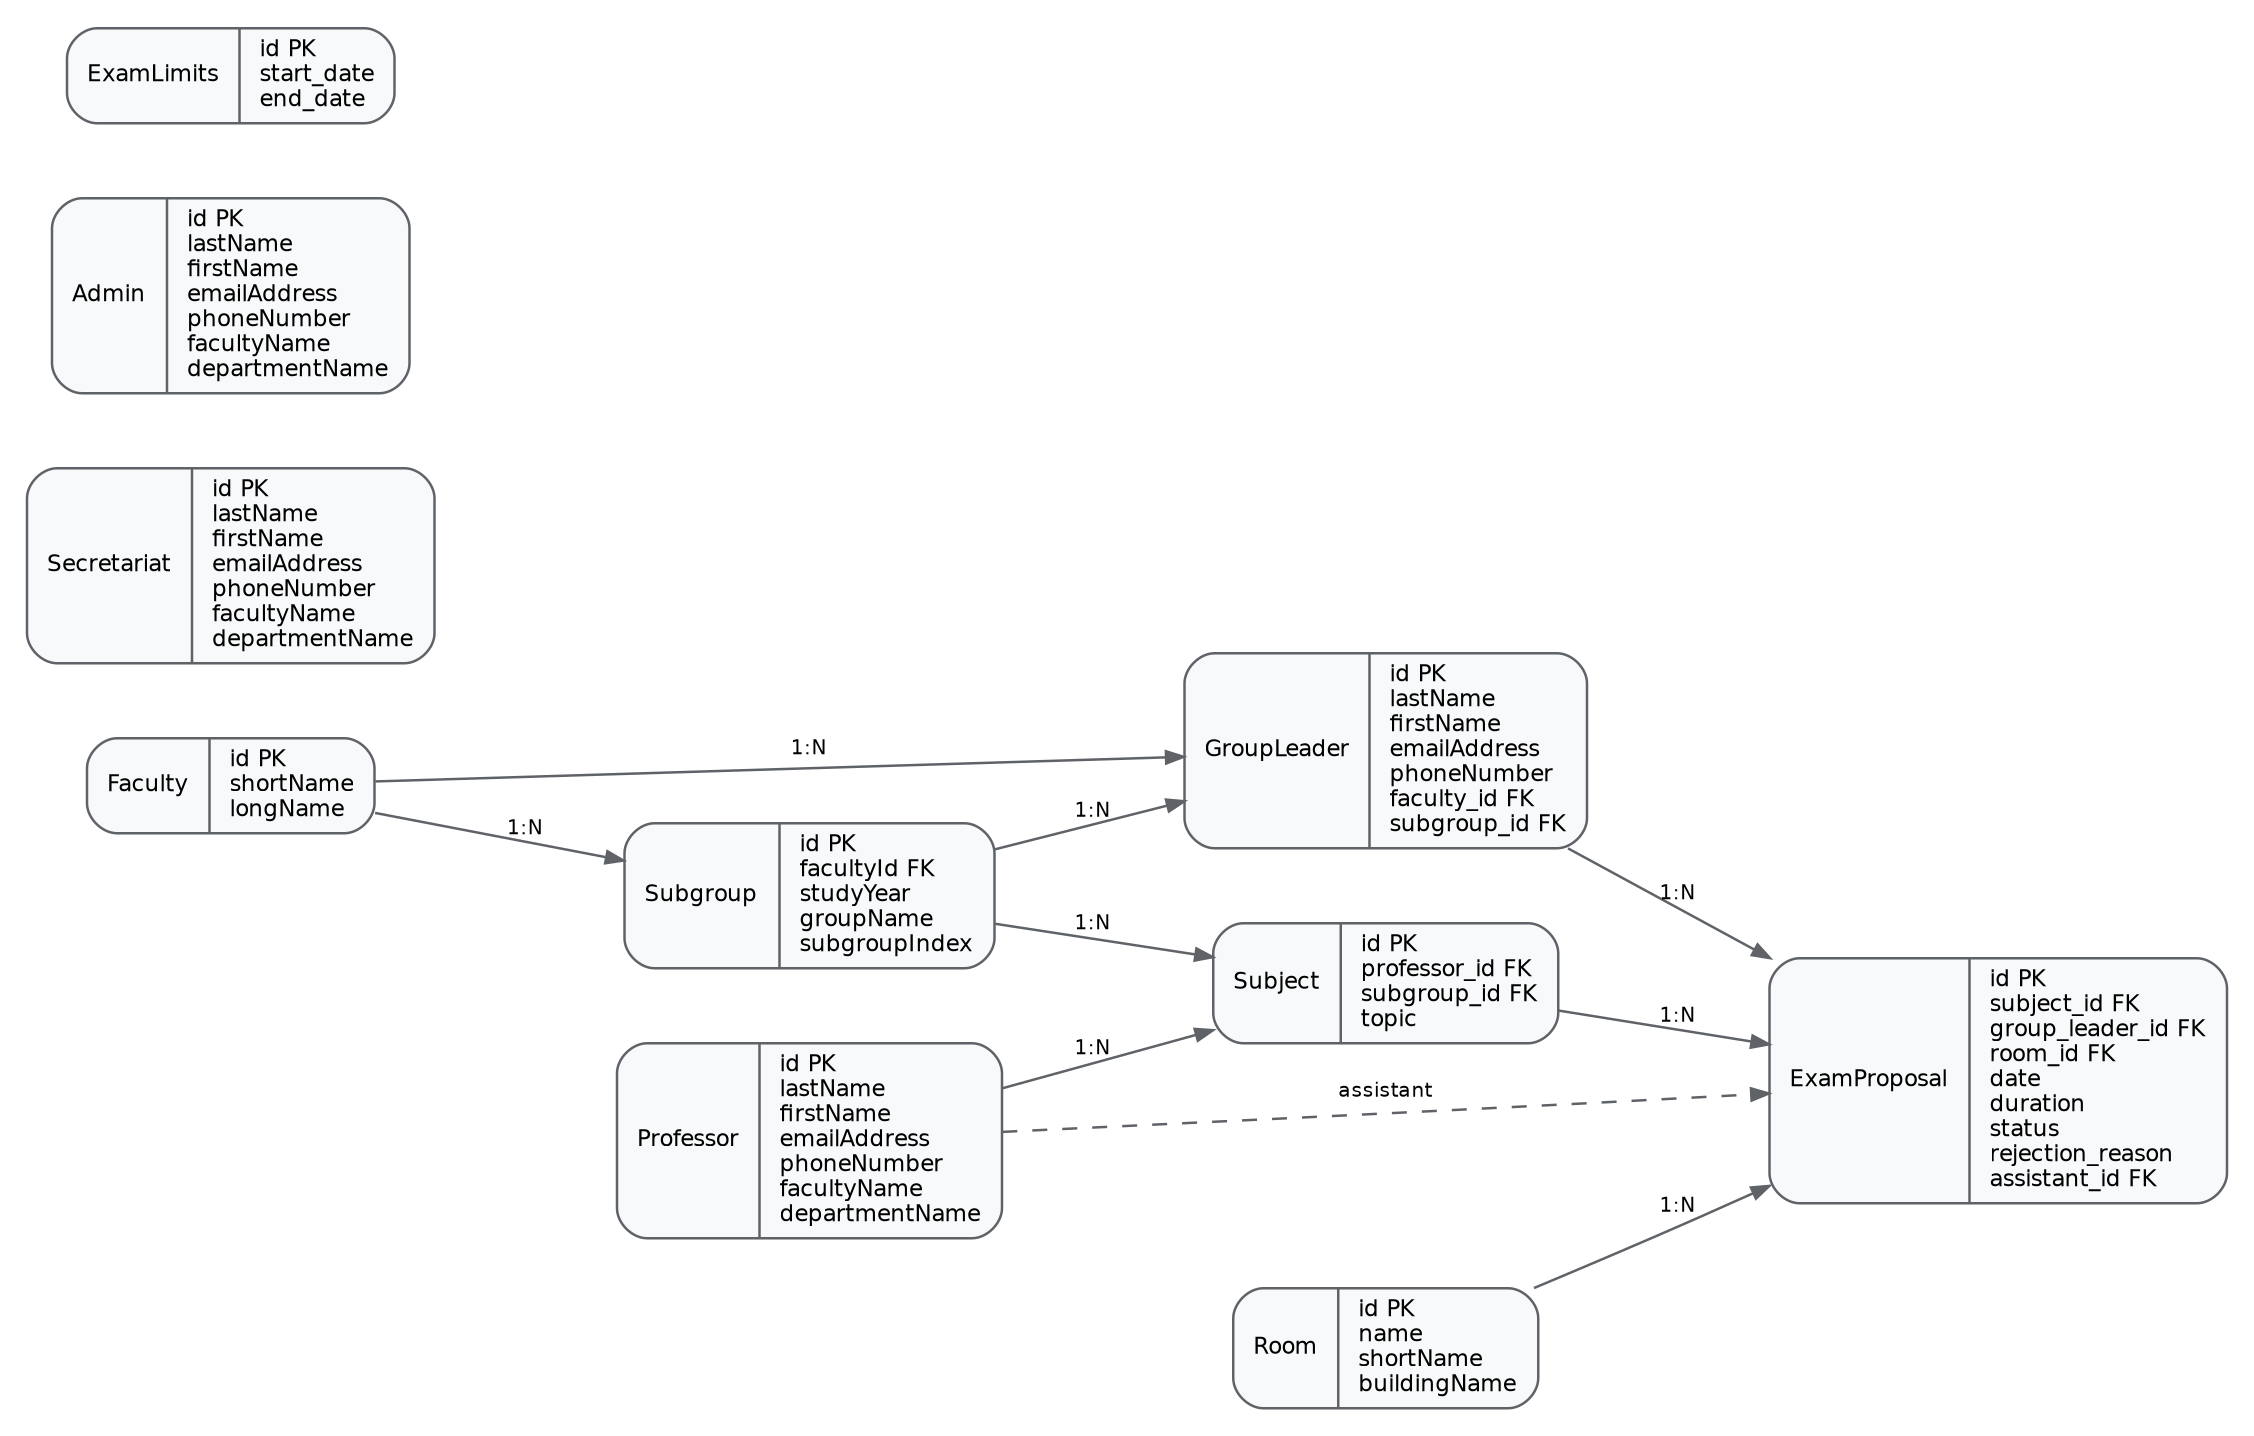 ExamLimits
id PK
start_date
end_date
Admin
id PK
lastName
firstName
emailAddress
phoneNumber
facultyName
departmentName
Secretariat
id PK
lastName
firstName
emailAddress
phoneNumber
facultyName
departmentName
Faculty
id PK
shortName
longName
1:N
1:N
Subgroup
id PK
facultyId FK
studyYear
groupName
subgroupIndex
1:N
1:N
GroupLeader
id PK
lastName
firstName
emailAddress
phoneNumber
faculty_id FK
subgroup_id FK
1:N
Subject
id PK
professor_id FK
subgroup_id FK
topic
1:N
Professor
id PK
lastName
firstName
emailAddress
phoneNumber
facultyName
departmentName
1:N
assistant
ExamProposal
id PK
subject_id FK
group_leader_id FK
room_id FK
date
duration
status
rejection_reason
assistant_id FK
1:N
Room
id PK
name
shortName
buildingName